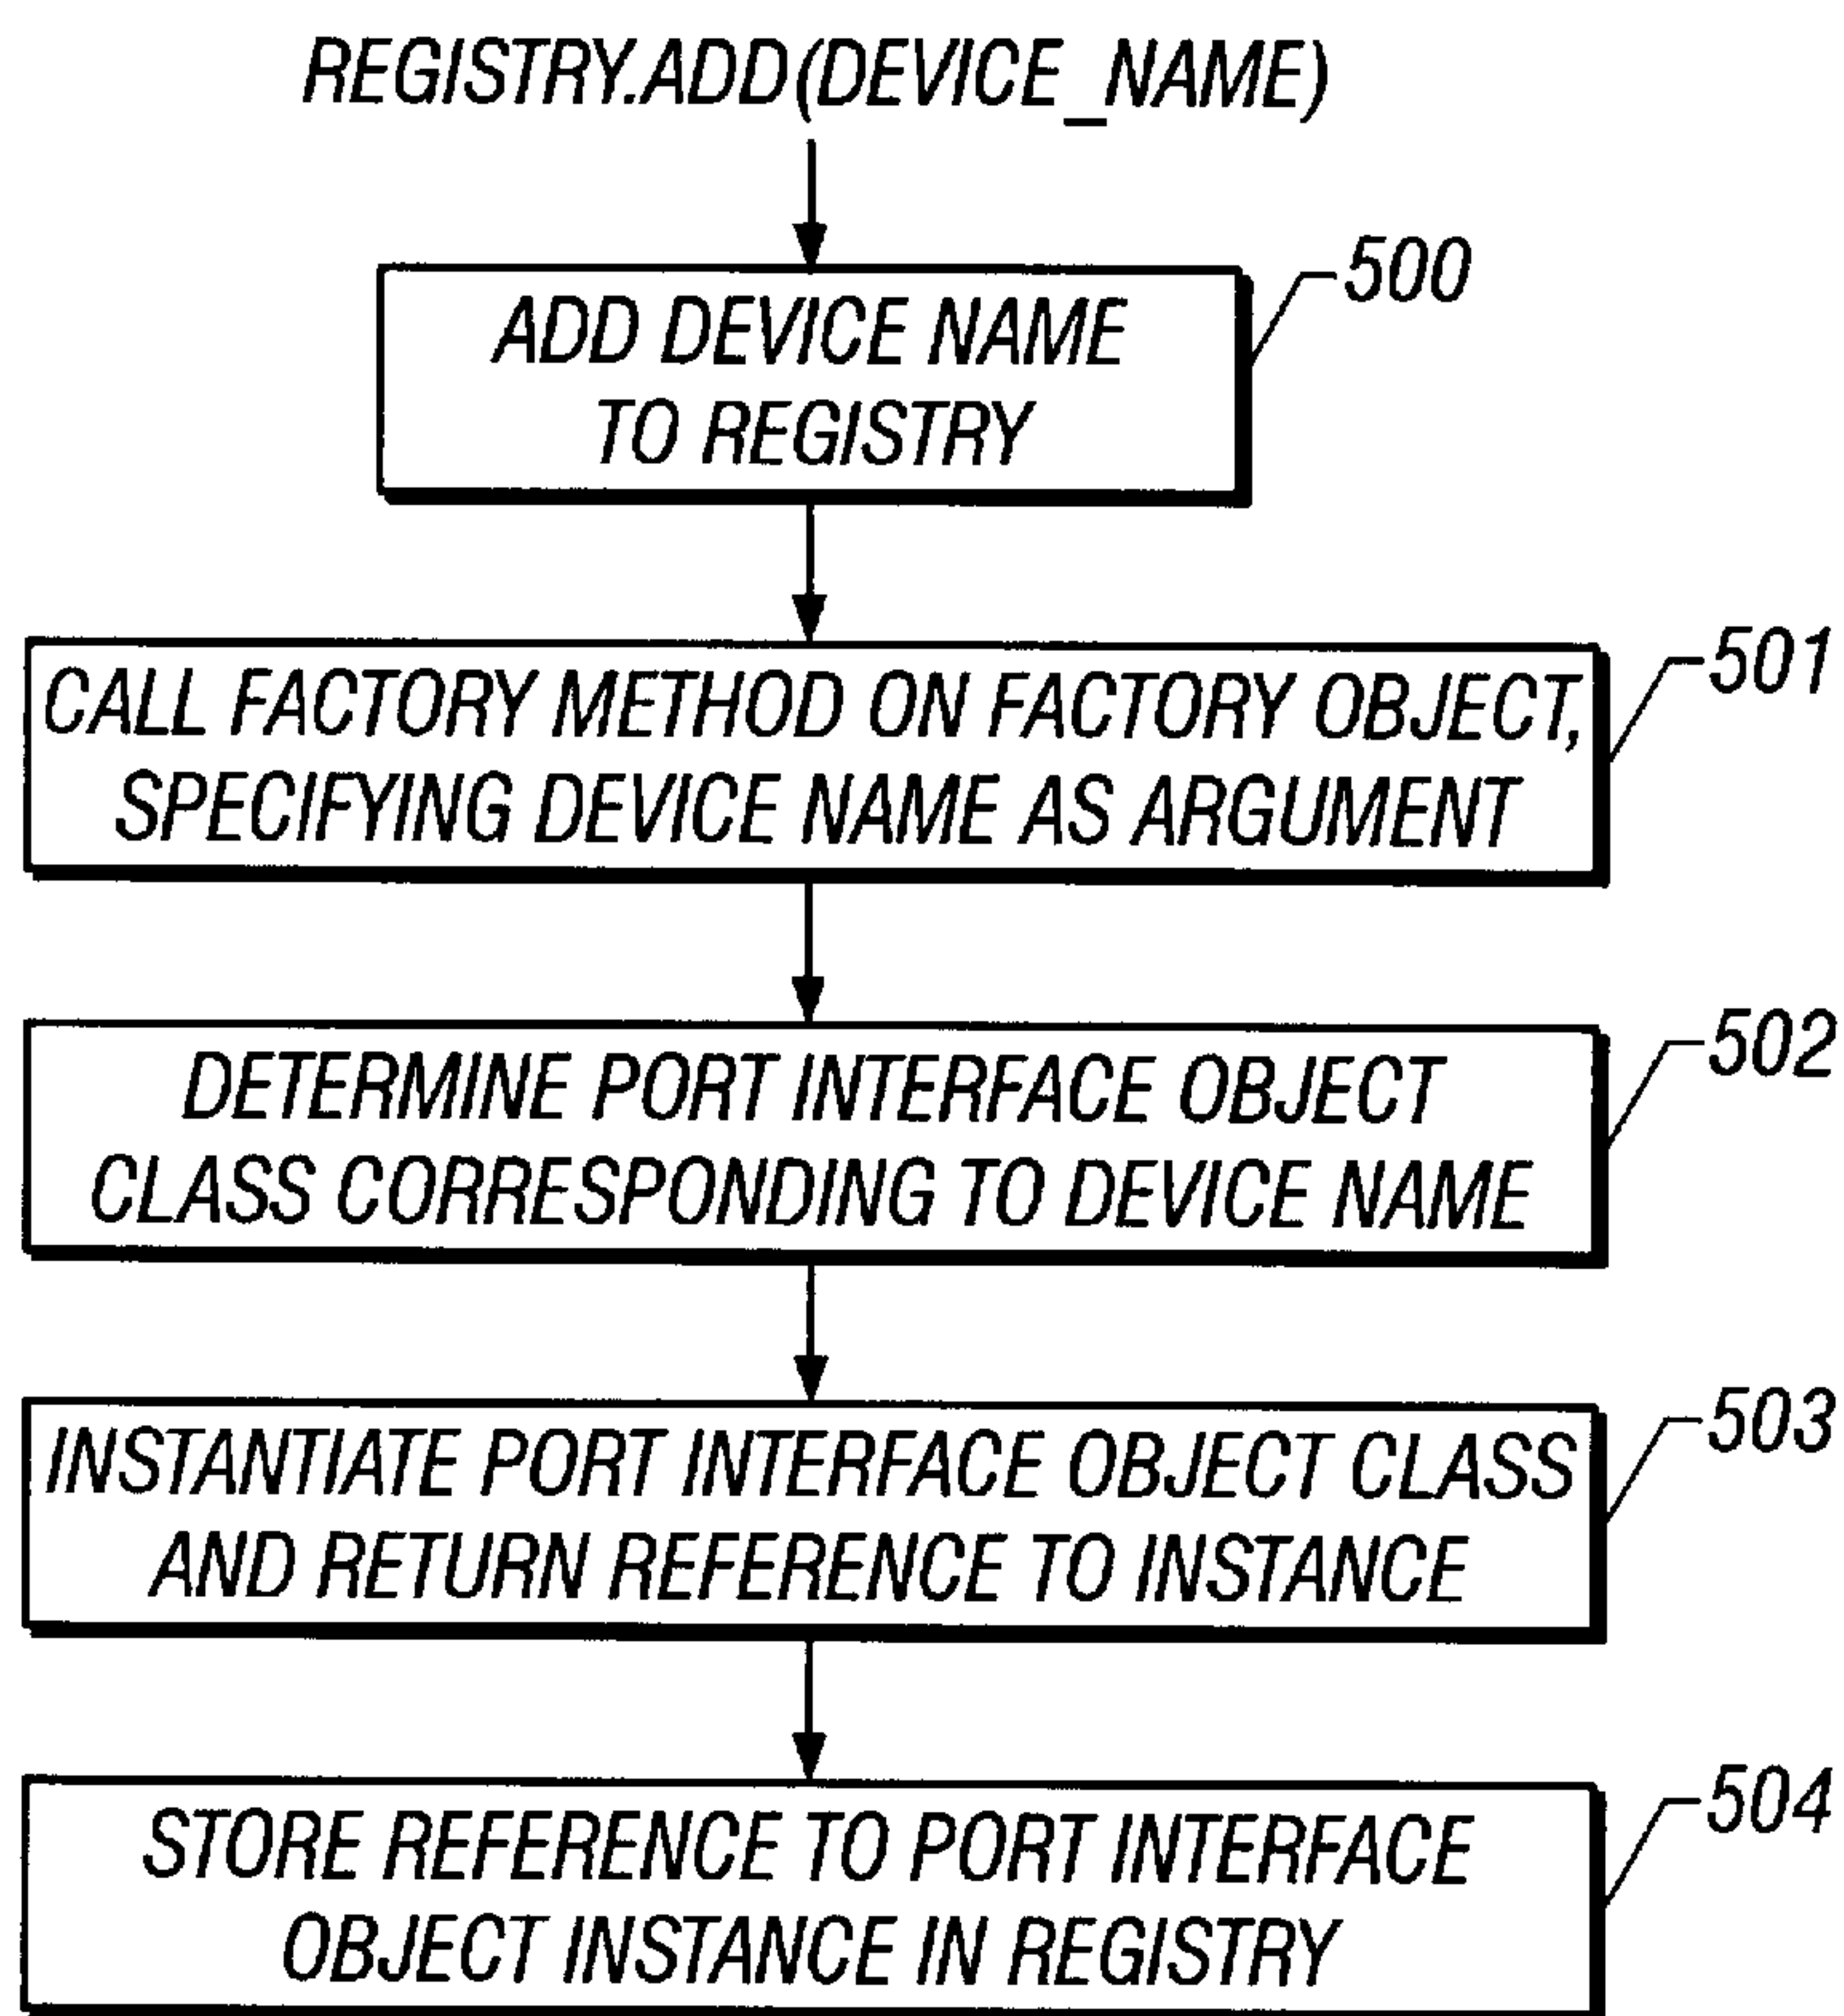 REGISTRY.ADD(DEVICE_NAME)
500
ADD DEVICE NAME
TO REGISTRY
501
CALL FACTORY METHOD ON FACTORY OBJECT,
SPECIFYING DEVICE NAME AS ARGUMENT
502
DETERMINE PORT INTERFACE OBJECT
CLASS CORRESPONDING TO DEVICE NAME
503
INSTANTIATE PORT INTERFACE OBJECT CLASS
AND RETURN REFERENCE TO INSTANCE
504
STORE REFERENCE TO PORT INTERFACE
OBJECT INSTANCE IN REGISTRY